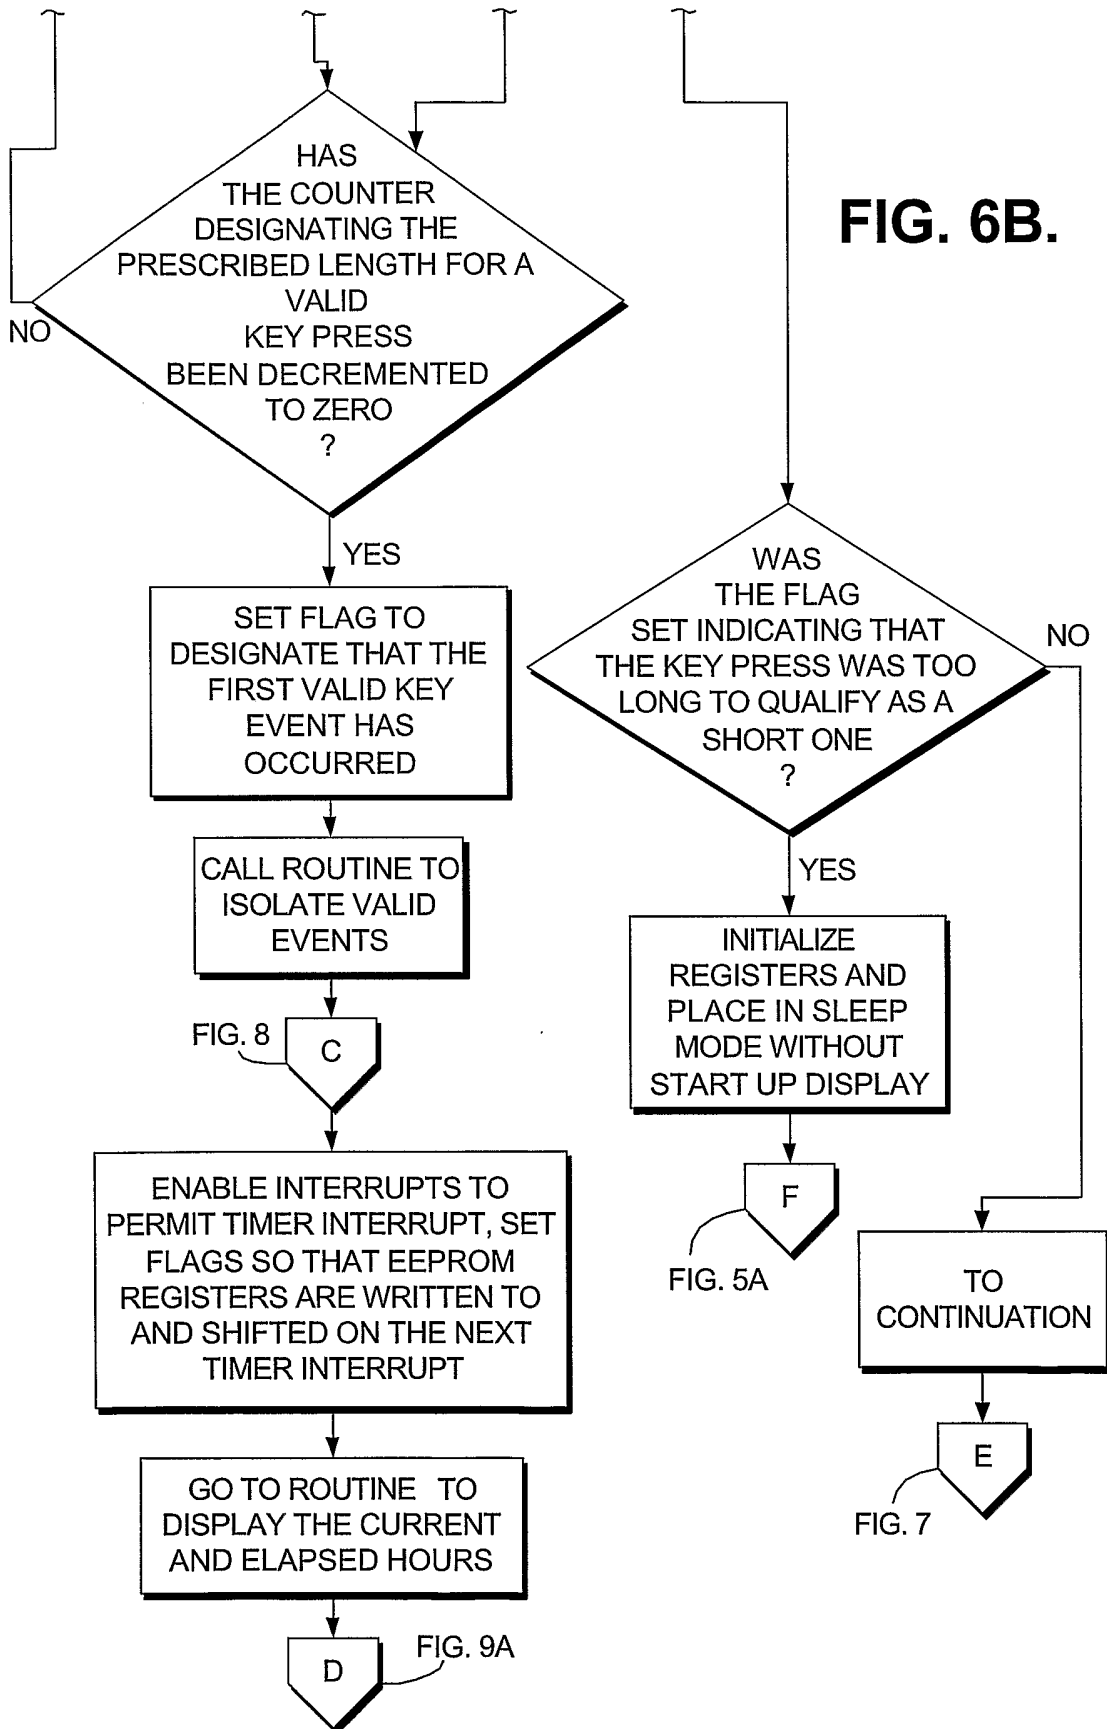 FIG. 6B.
HAS
THE COUNTER
DESIGNATING THE
PRESCRIBED LENGTH FOR A
VALID
KEY PRESS
BEEN DECREMENTED
TO ZERO
?
NO
YES
SET FLAG TO
DESIGNATE THAT THE
FIRST VALID KEY
EVENT HAS
OCCURRED
CALL ROUTINE TO
ISOLATE VALID
EVENTS
FIG. 8
C
ENABLE INTERRUPTS TO
PERMIT TIMER INTERRUPT, SET
FLAGS SO THAT EEPROM
REGISTERS ARE WRITTEN TO
AND SHIFTED ON THE NEXT
TIMER INTERRUPT
GO TO ROUTINE TO
DISPLAY THE CURRENT
AND ELAPSED HOURS
D
FIG. 9A
WAS
THE FLAG
SET INDICATING THAT
THE KEY PRESS WAS TOO
LONG TO QUALIFY AS A
SHORT ONE
?
NO
YES
INITIALIZE
REGISTERS AND
PLACE IN SLEEP
MODE WITHOUT
START UP DISPLAY
F
FIG. 5A
TO
CONTINUATION
E
FIG. 7